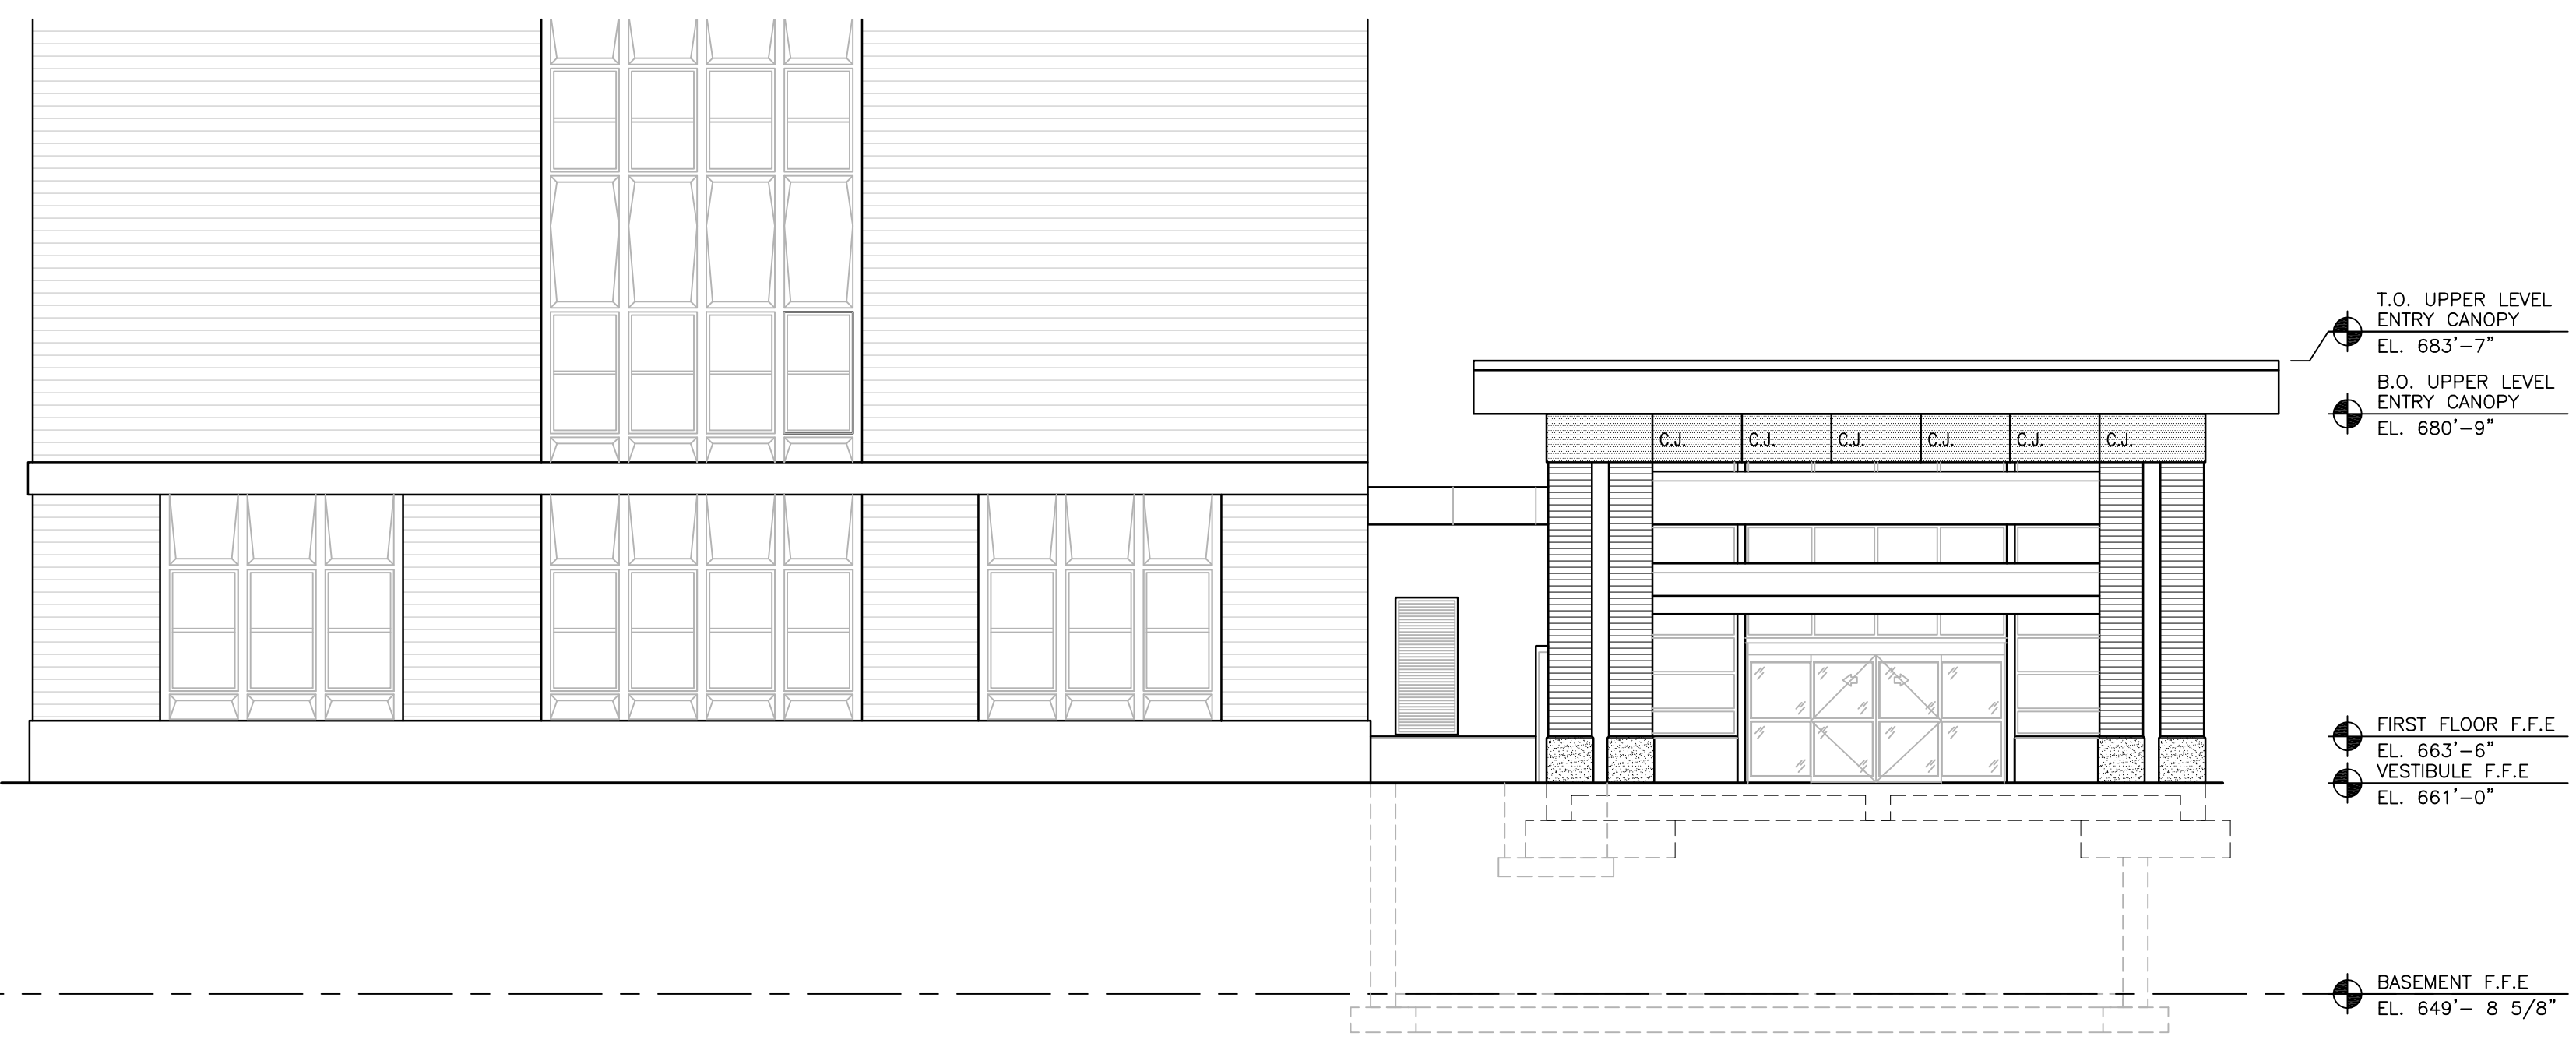 T.O. UPPER LEVEL
ENTRY CANOPY
EL. 683'-7"
B.O. UPPER LEVEL
ENTRY CANOPY
EL. 680'-9"
C.J. C.J. C.J. C.J. C.J. C.J.
FIRST FLOOR F.F.E
EL. 663'-6"
VESTIBULE F.F.E
EL. 661'-0"
BASEMENT F.F.E
EL. 649'- 8 5/8"